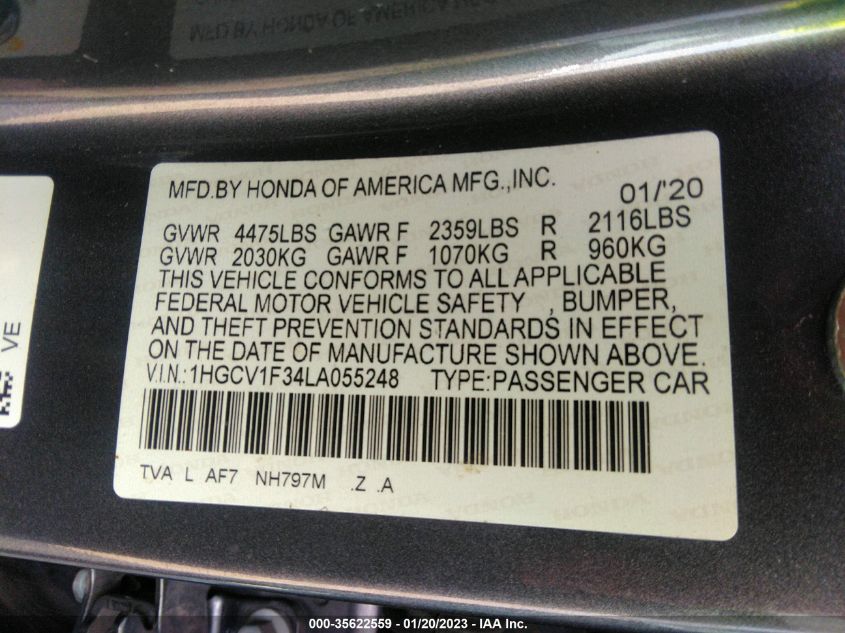 MFD.BY HONDA OF AMERICA MFG.,INC. 01/'20
GVWR 4475LBS GAWR F 2359LBS R 2116LBS
GVWR 2030KG GAWR F 1070KG R 960KG
THIS VEHICLE CONFORMS TO ALL APPLICABLE
FEDERAL MOTOR VEHICLE SAFETY , BUMPER,
AND THEFT PREVENTION STANDARDS IN EFFECT
ON THE DATE OF MANUFACTURE SHOWN ABOVE.
V.I.N.:1HGCV1F34LA055248 TYPE:PASSENGER CAR
TVA L AF7 NH797M .Z .A
VE
000-35622559 — 01/20/2023 — IAA Inc.